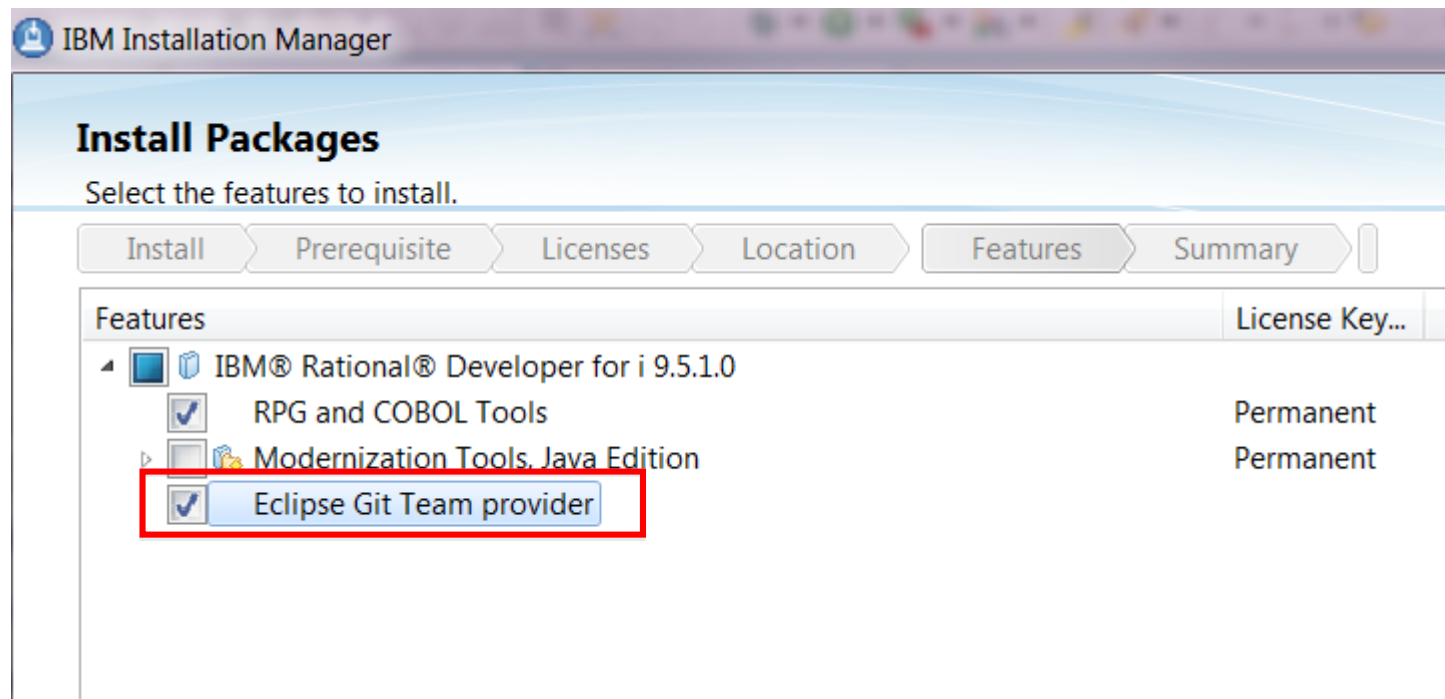 IBM Installation Manager
Install Packages
Select the features to install.
Install Prerequisite Licenses Location Features Summary
Features License Key...
IBM® Rational® Developer for i 9.5.1.0
RPG and COBOL Tools Permanent
Modernization Tools, Java Edition Permanent
Eclipse Git Team provider